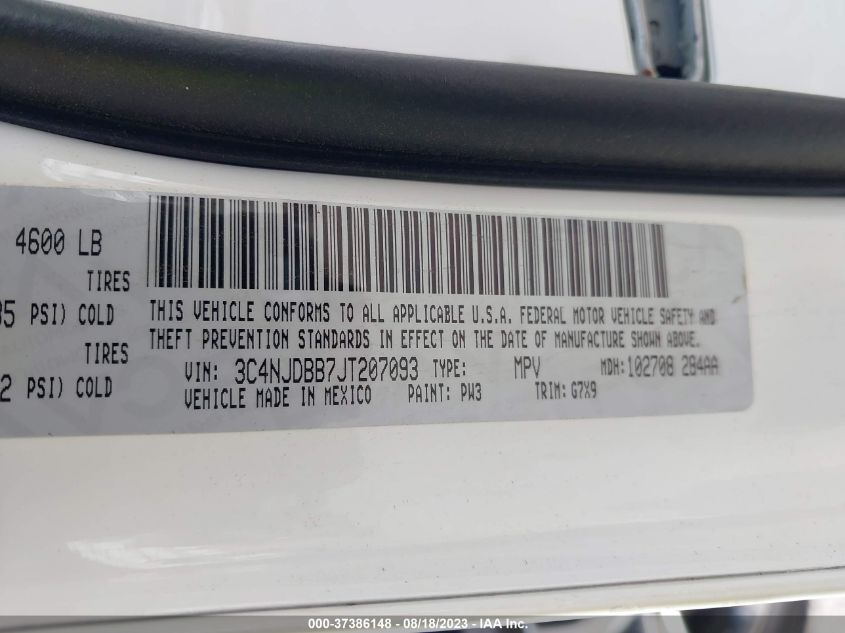 4600 LB
TIRES
35 PSI) COLD
TIRES
2 PSI) COLD
THIS VEHICLE CONFORMS TO ALL APPLICABLE U.S.A. FEDERAL MOTOR VEHICLE SAFETY AND
THEFT PREVENTION STANDARDS IN EFFECT ON THE DATE OF MANUFACTURE SHOWN ABOVE.
VIN: 3C4NJDBB7JT207093 TYPE: MPV MDH: 102708 284AA
VEHICLE MADE IN MEXICO PAINT: PW3 TRIM: G7X9
000-37386148 - 08/18/2023 - IAA Inc.